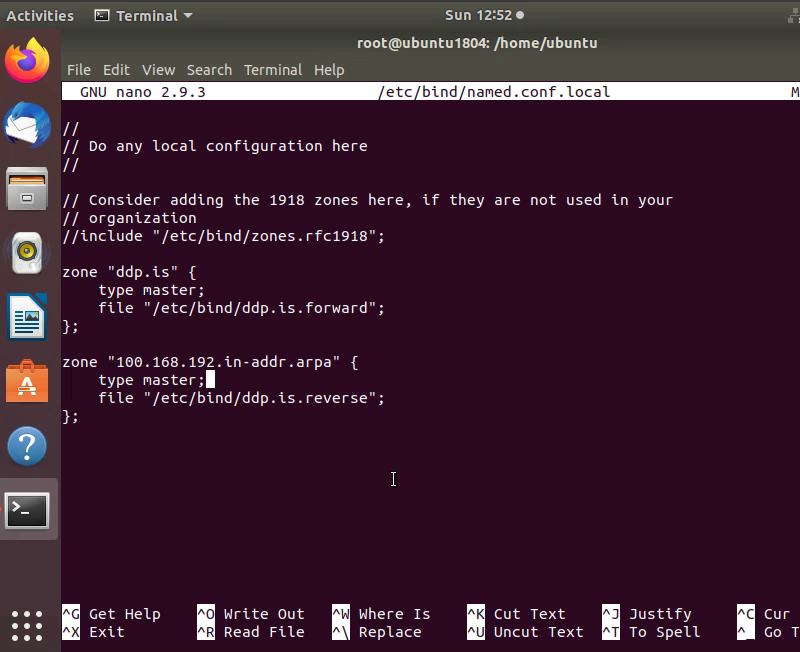 Activities Terminal Sun 12:52
root@ubuntu1804: /home/ubuntu
File Edit View Search Terminal Help
GNU nano 2.9.3 /etc/bind/named.conf.local M
//
// Do any local configuration here
//
// Consider adding the 1918 zones here, if they are not used in your
// organization
//include "/etc/bind/zones.rfc1918";
zone "ddp.is" {
type master;
file "/etc/bind/ddp.is.forward";
};
zone "100.168.192.in-addr.arpa" {
type master;
file "/etc/bind/ddp.is.reverse";
};
^G Get Help ^O Write Out ^W Where Is ^K Cut Text ^J Justify ^C Cur
^X Exit ^R Read File ^\ Replace ^U Uncut Text ^T To Spell ^_ Go T